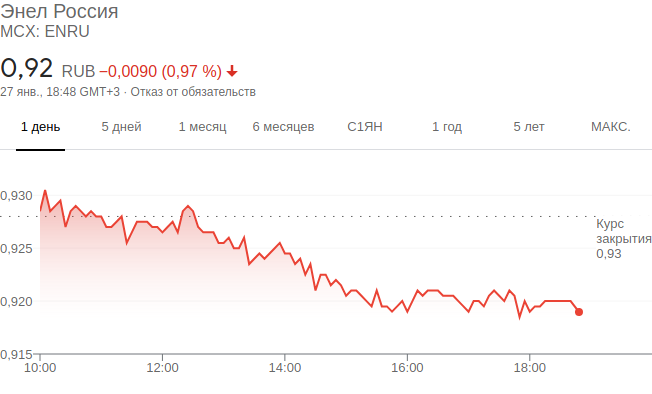 Энел Россия
MCX: ENRU
0,92 RUB −0,0090 (0,97 %)
27 янв., 18:48 GMT+3 · Отказ от обязательств
1 день 5 дней 1 месяц 6 месяцев С1ЯН 1 год 5 лет МАКС.
0,930
Курс
закрытия
0,93
0,925
0,920
0,915
10:00 12:00 14:00 16:00 18:00